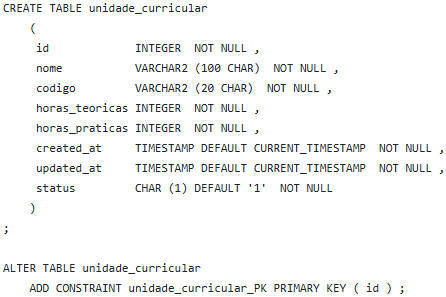 CREATE TABLE unidade_curricular
(
id INTEGER NOT NULL ,
nome VARCHAR2 (100 CHAR) NOT NULL ,
codigo VARCHAR2 (20 CHAR) NOT NULL ,
horas_teoricas INTEGER NOT NULL ,
horas_praticas INTEGER NOT NULL ,
created_at TIMESTAMP DEFAULT CURRENT_TIMESTAMP NOT NULL ,
updated_at TIMESTAMP DEFAULT CURRENT_TIMESTAMP NOT NULL ,
status CHAR (1) DEFAULT '1' NOT NULL
)
;
ALTER TABLE unidade_curricular
ADD CONSTRAINT unidade_curricular_PK PRIMARY KEY ( id ) ;